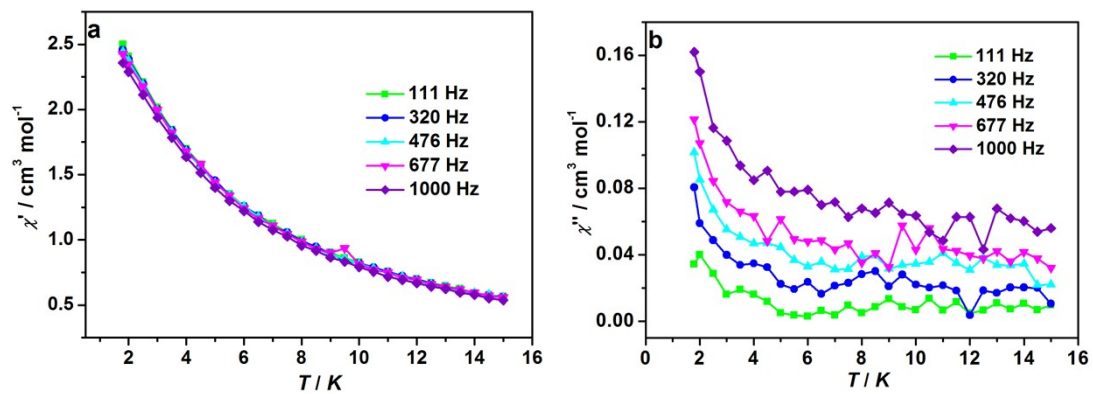 a
χ' / cm³ mol⁻¹
2.5
2.0
1.5
1.0
0.5
2 4 6 8 10 12 14 16
T / K
111 Hz
320 Hz
476 Hz
677 Hz
1000 Hz
b
χ'' / cm³ mol⁻¹
0.16
0.12
0.08
0.04
0.00
0 2 4 6 8 10 12 14 16
T / K
111 Hz
320 Hz
476 Hz
677 Hz
1000 Hz